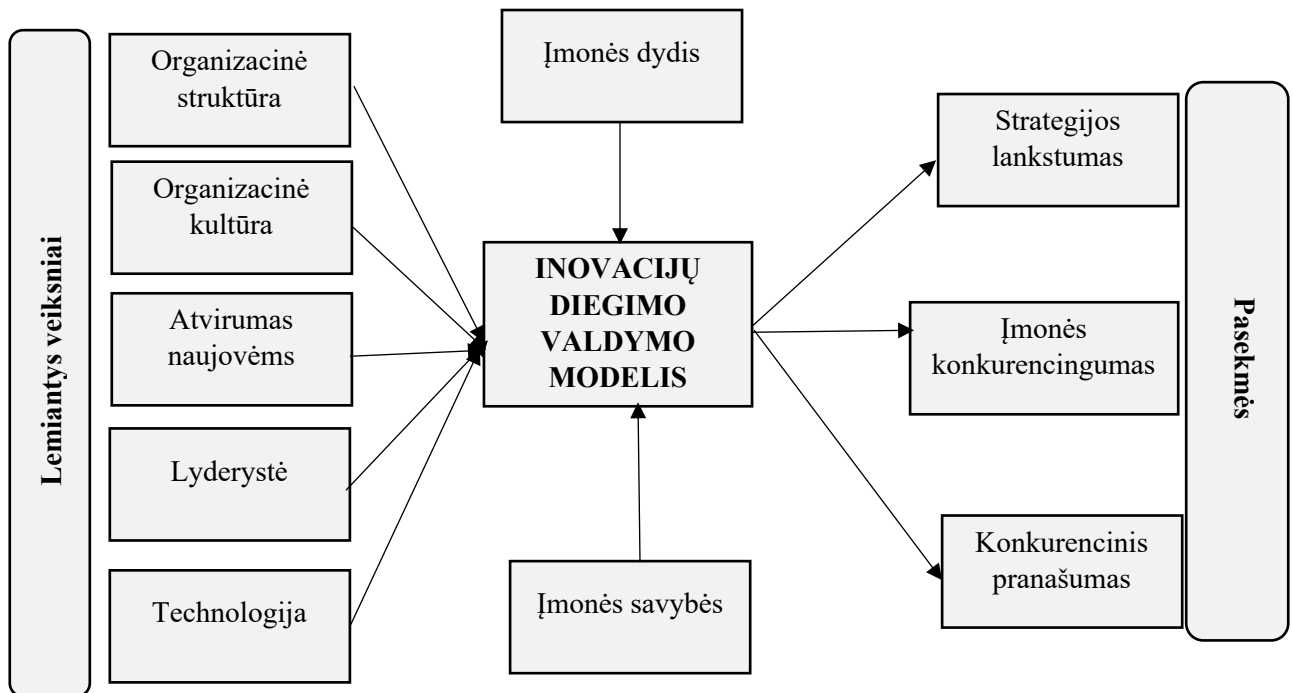 Lemiantys veiksniai
Organizacinė
struktūra
Organizacinė
kultūra
Atvirumas
naujovėms
Lyderystė
Technologija
Įmonės dydis
INOVACIJŲ
DIEGIMO
VALDYMO
MODELIS
Įmonės savybės
Strategijos
lankstumas
Įmonės
konkurencingumas
Konkurencinis
pranašumas
Pasekmės